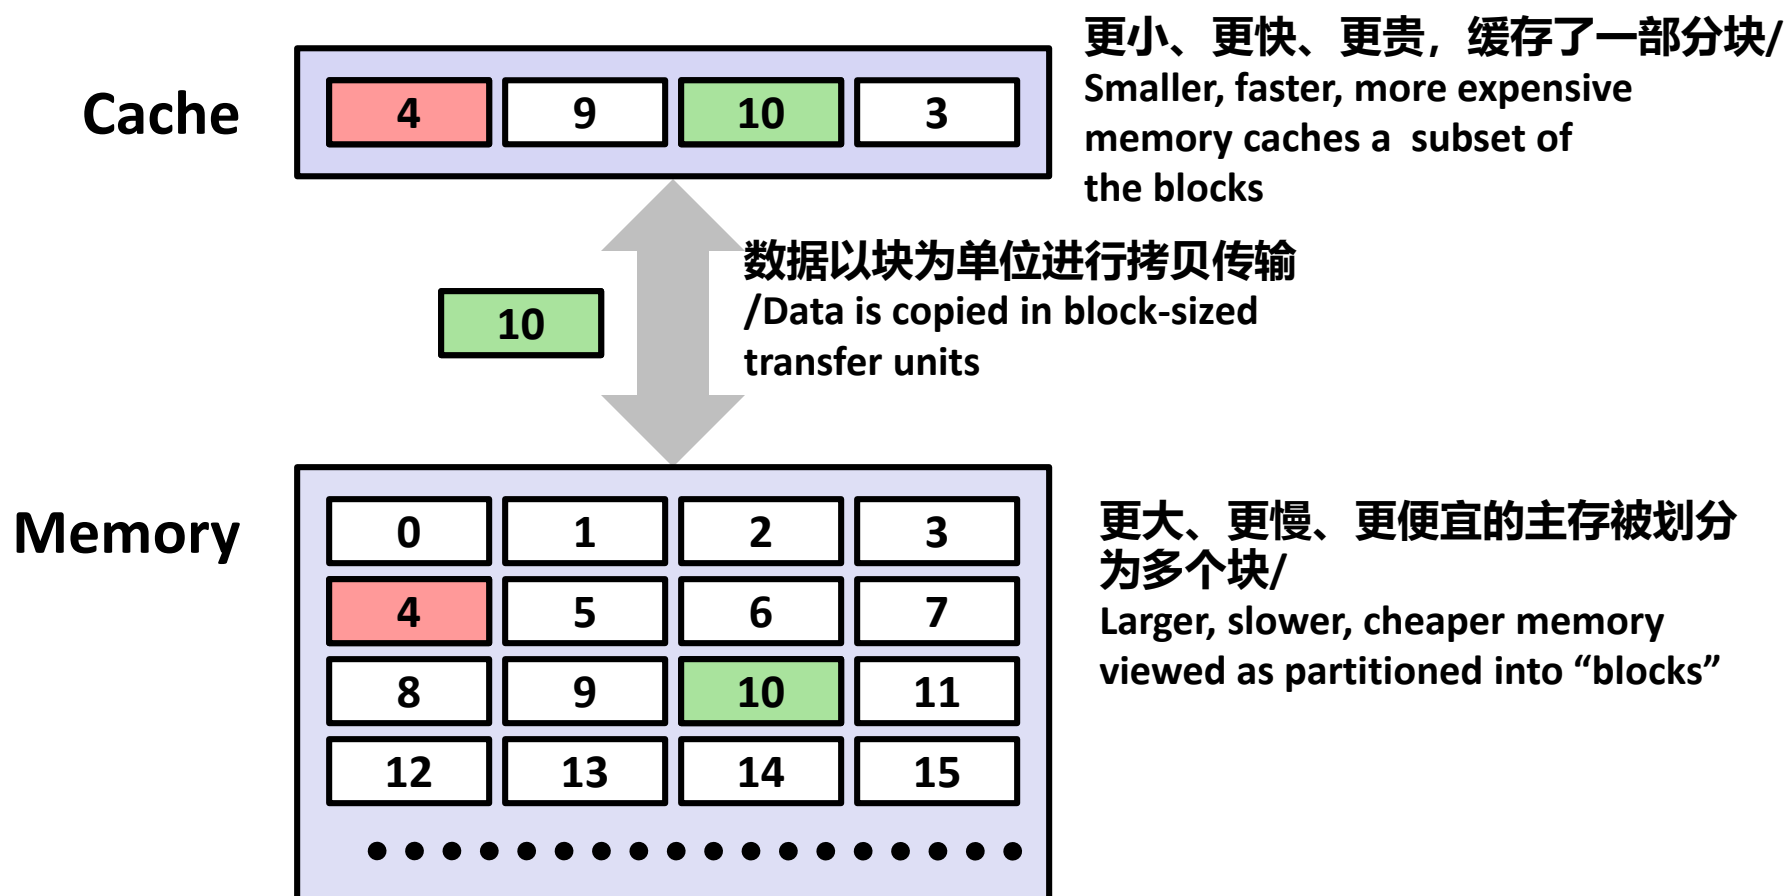 更小、更快、更贵，缓存了一部分块/
Smaller, faster, more expensive
memory caches a subset of
the blocks
Cache
4 9 10 3
数据以块为单位进行拷贝传输
/Data is copied in block-sized
transfer units
10
Memory
0 1 2 3
4 5 6 7
8 9 10 11
12 13 14 15
更大、更慢、更便宜的主存被划分
为多个块/
Larger, slower, cheaper memory
viewed as partitioned into “blocks”